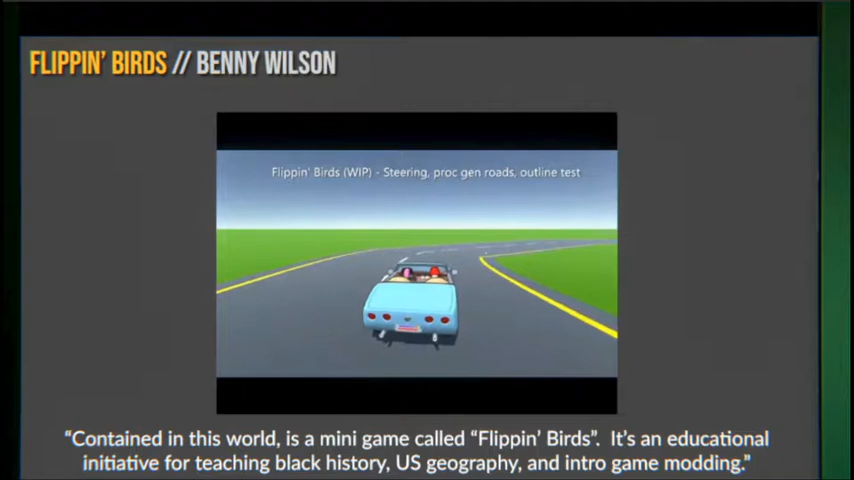 FLIPPIN' BIRDS // BENNY WILSON
Flippin' Birds (WIP) - Steering, proc gen roads, outline test
“Contained in this world, is a mini game called “Flippin’ Birds”. It’s an educational
initiative for teaching black history, US geography, and intro game modding.”